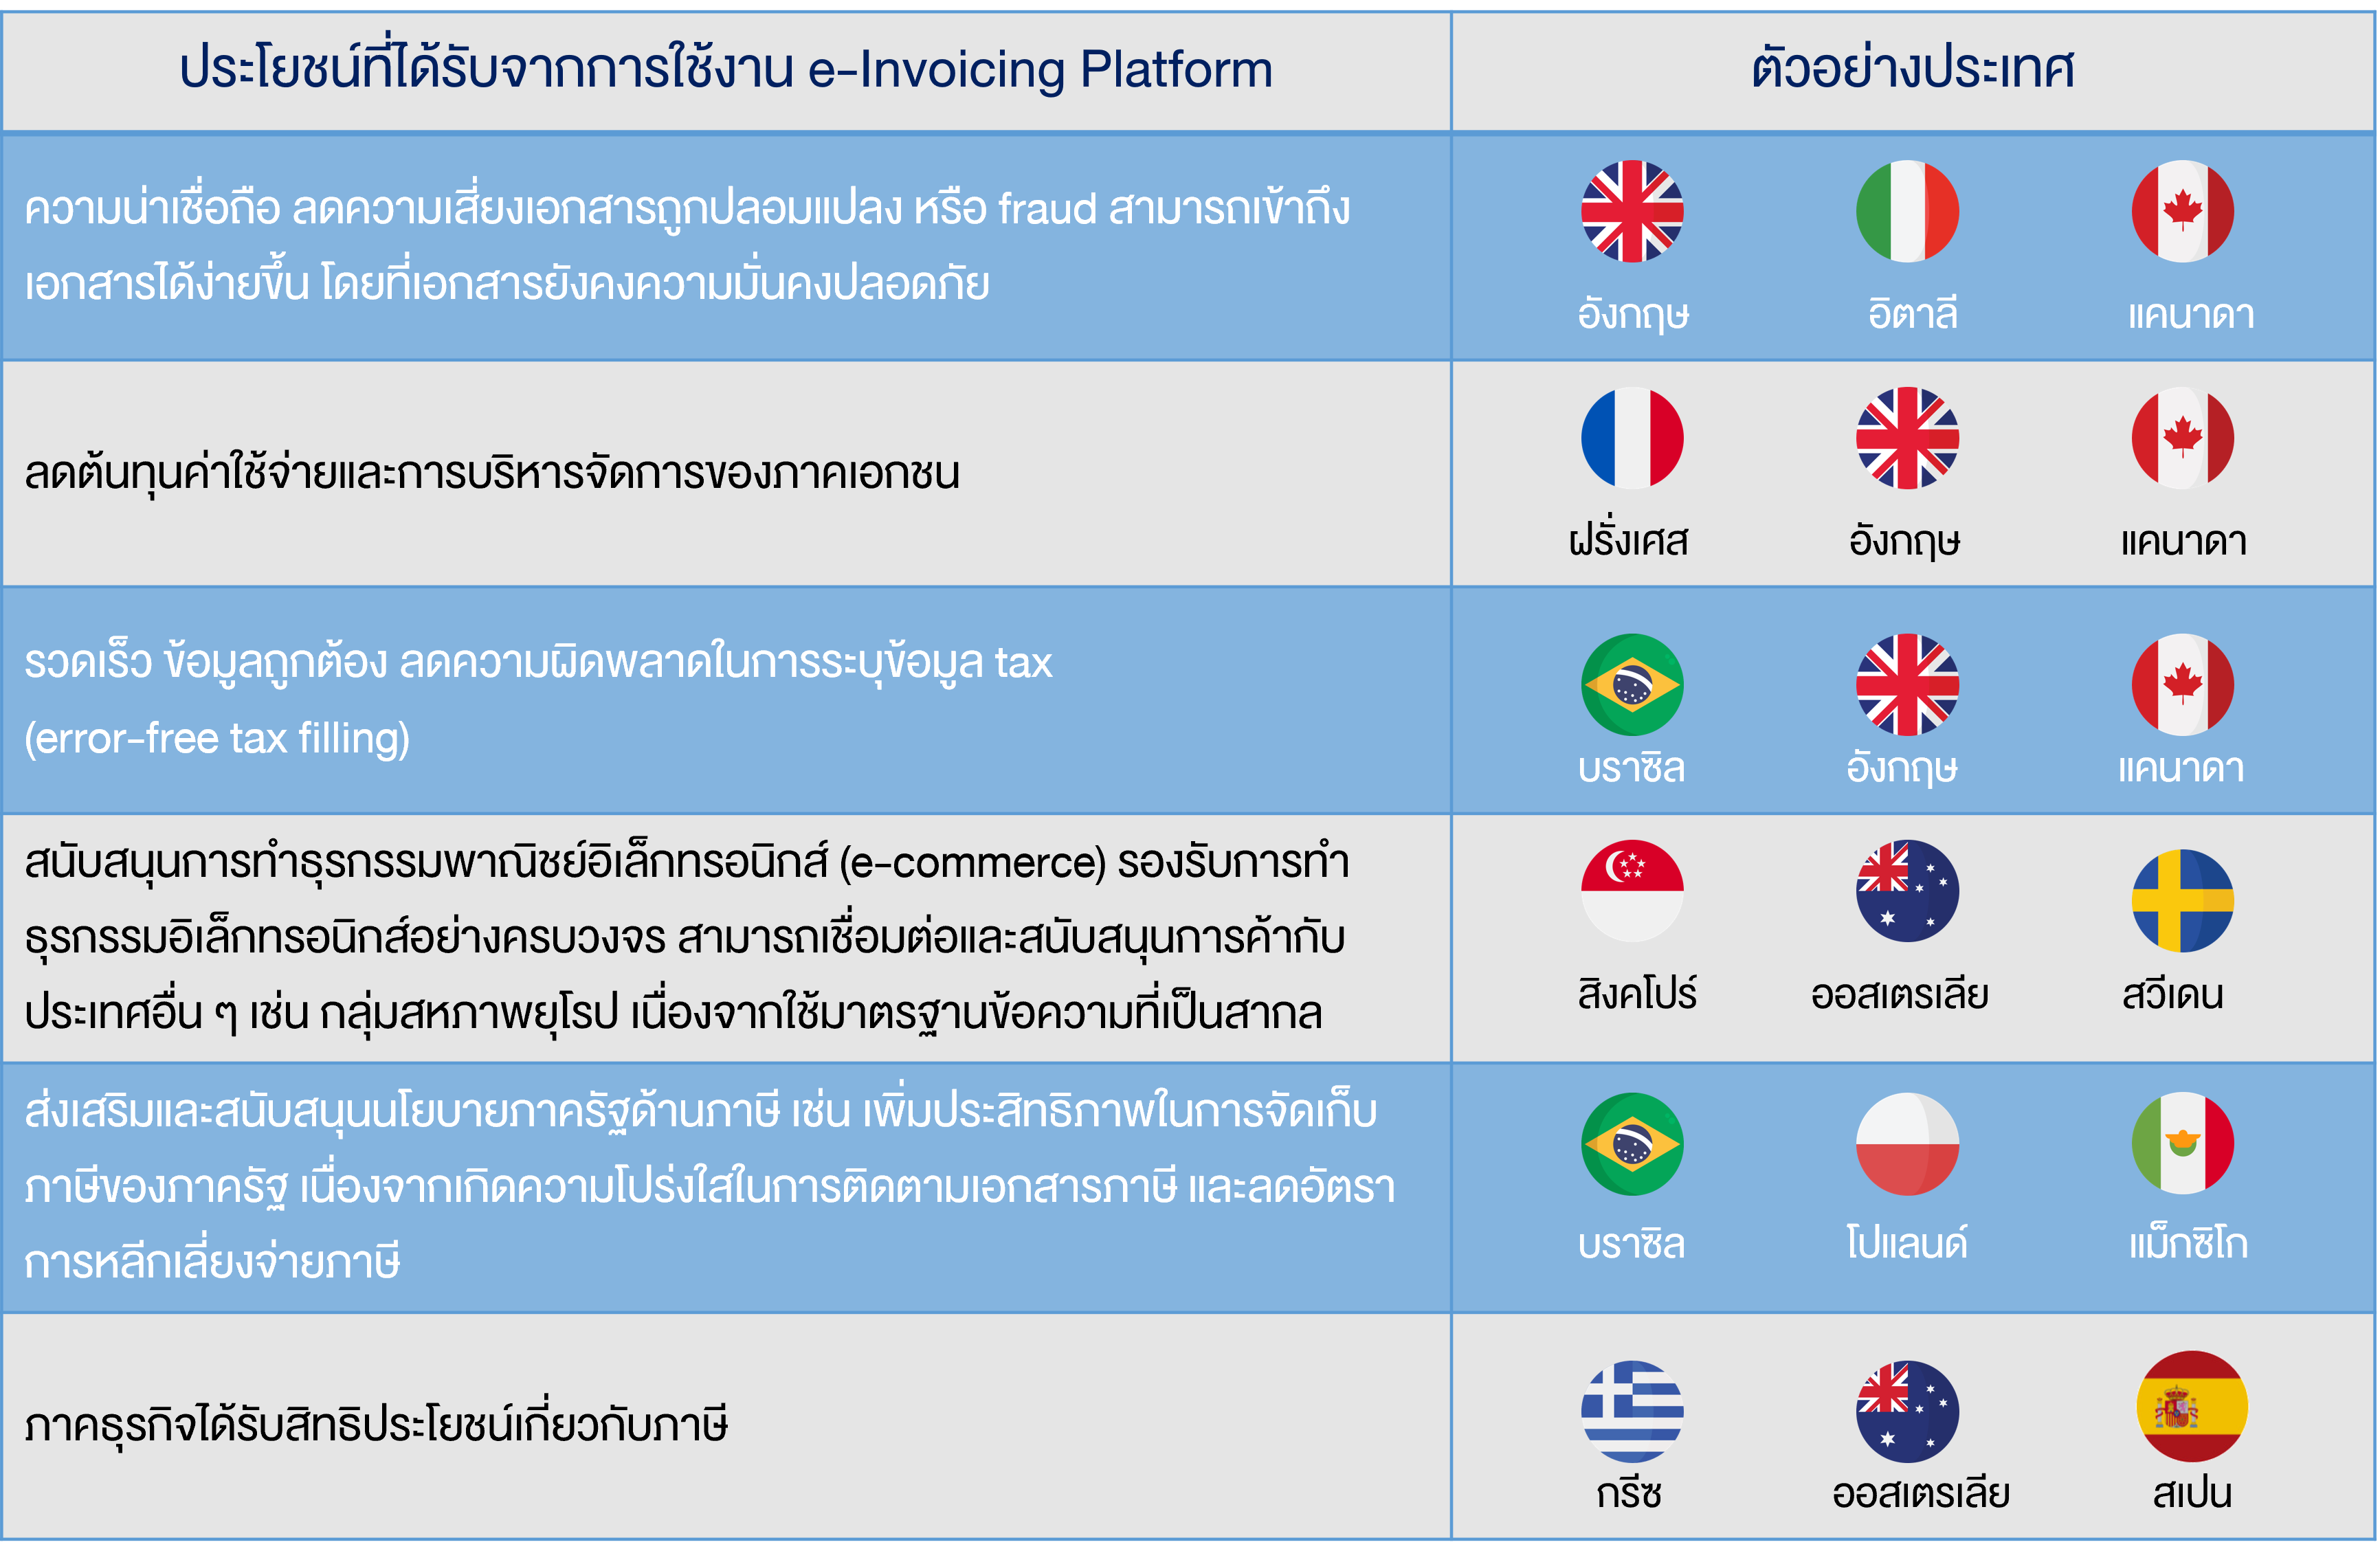 ประโยชน์ที่ได้รับจากการใช้งาน e-Invoicing Platform
ตัวอย่างประเทศ
ความน่าเชื่อถือ ลดความเสี่ยงเอกสารถูกปลอมแปลง หรือ fraud สามารถเข้าถึง
เอกสารได้ง่ายขึ้น โดยที่เอกสารยังคงความมั่นคงปลอดภัย
อังกฤษ อิตาลี แคนาดา
ลดต้นทุนค่าใช้จ่ายและการบริหารจัดการของภาคเอกชน
ฝรั่งเศส อังกฤษ แคนาดา
รวดเร็ว ข้อมูลถูกต้อง ลดความผิดพลาดในการระบุข้อมูล tax
(error-free tax filling)
บราซิล อังกฤษ แคนาดา
สนับสนุนการทำธุรกรรมพาณิชย์อิเล็กทรอนิกส์ (e-commerce) รองรับการทำ
ธุรกรรมอิเล็กทรอนิกส์อย่างครบวงจร สามารถเชื่อมต่อและสนับสนุนการค้ากับ
ประเทศอื่น ๆ เช่น กลุ่มสหภาพยุโรป เนื่องจากใช้มาตรฐานข้อความที่เป็นสากล
สิงคโปร์ ออสเตรเลีย สวีเดน
ส่งเสริมและสนับสนุนนโยบายภาครัฐด้านภาษี เช่น เพิ่มประสิทธิภาพในการจัดเก็บ
ภาษีของภาครัฐ เนื่องจากเกิดความโปร่งใสในการติดตามเอกสารภาษี และลดอัตรา
การหลีกเลี่ยงจ่ายภาษี
บราซิล โปแลนด์ แม็กซิโก
ภาคธุรกิจได้รับสิทธิประโยชน์เกี่ยวกับภาษี
กรีซ ออสเตรเลีย สเปน